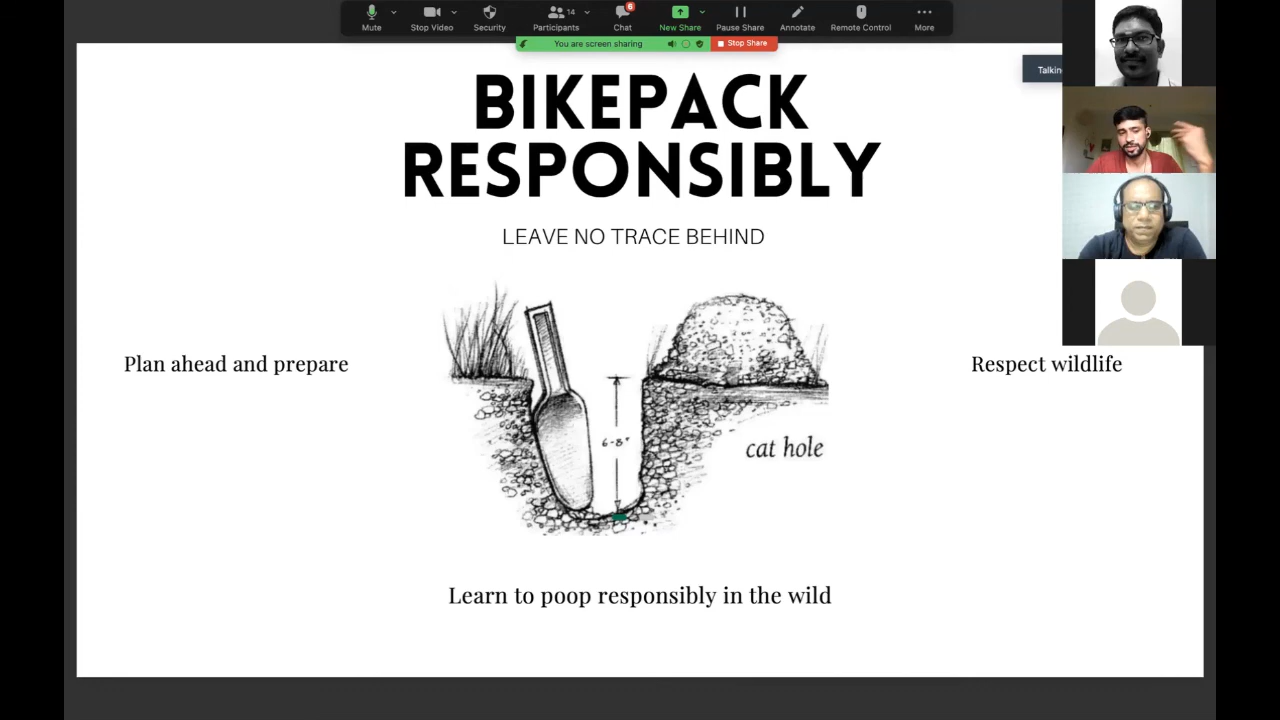 Mute
Stop Video
Security
Participants
14
Chat
6
New Share
Pause Share
Annotate
Remote Control
More
You are screen sharing
Stop Share
BIKEPACK
RESPONSIBLY
LEAVE NO TRACE BEHIND
Plan ahead and prepare
Respect wildlife
6-8"
cat hole
Learn to poop responsibly in the wild